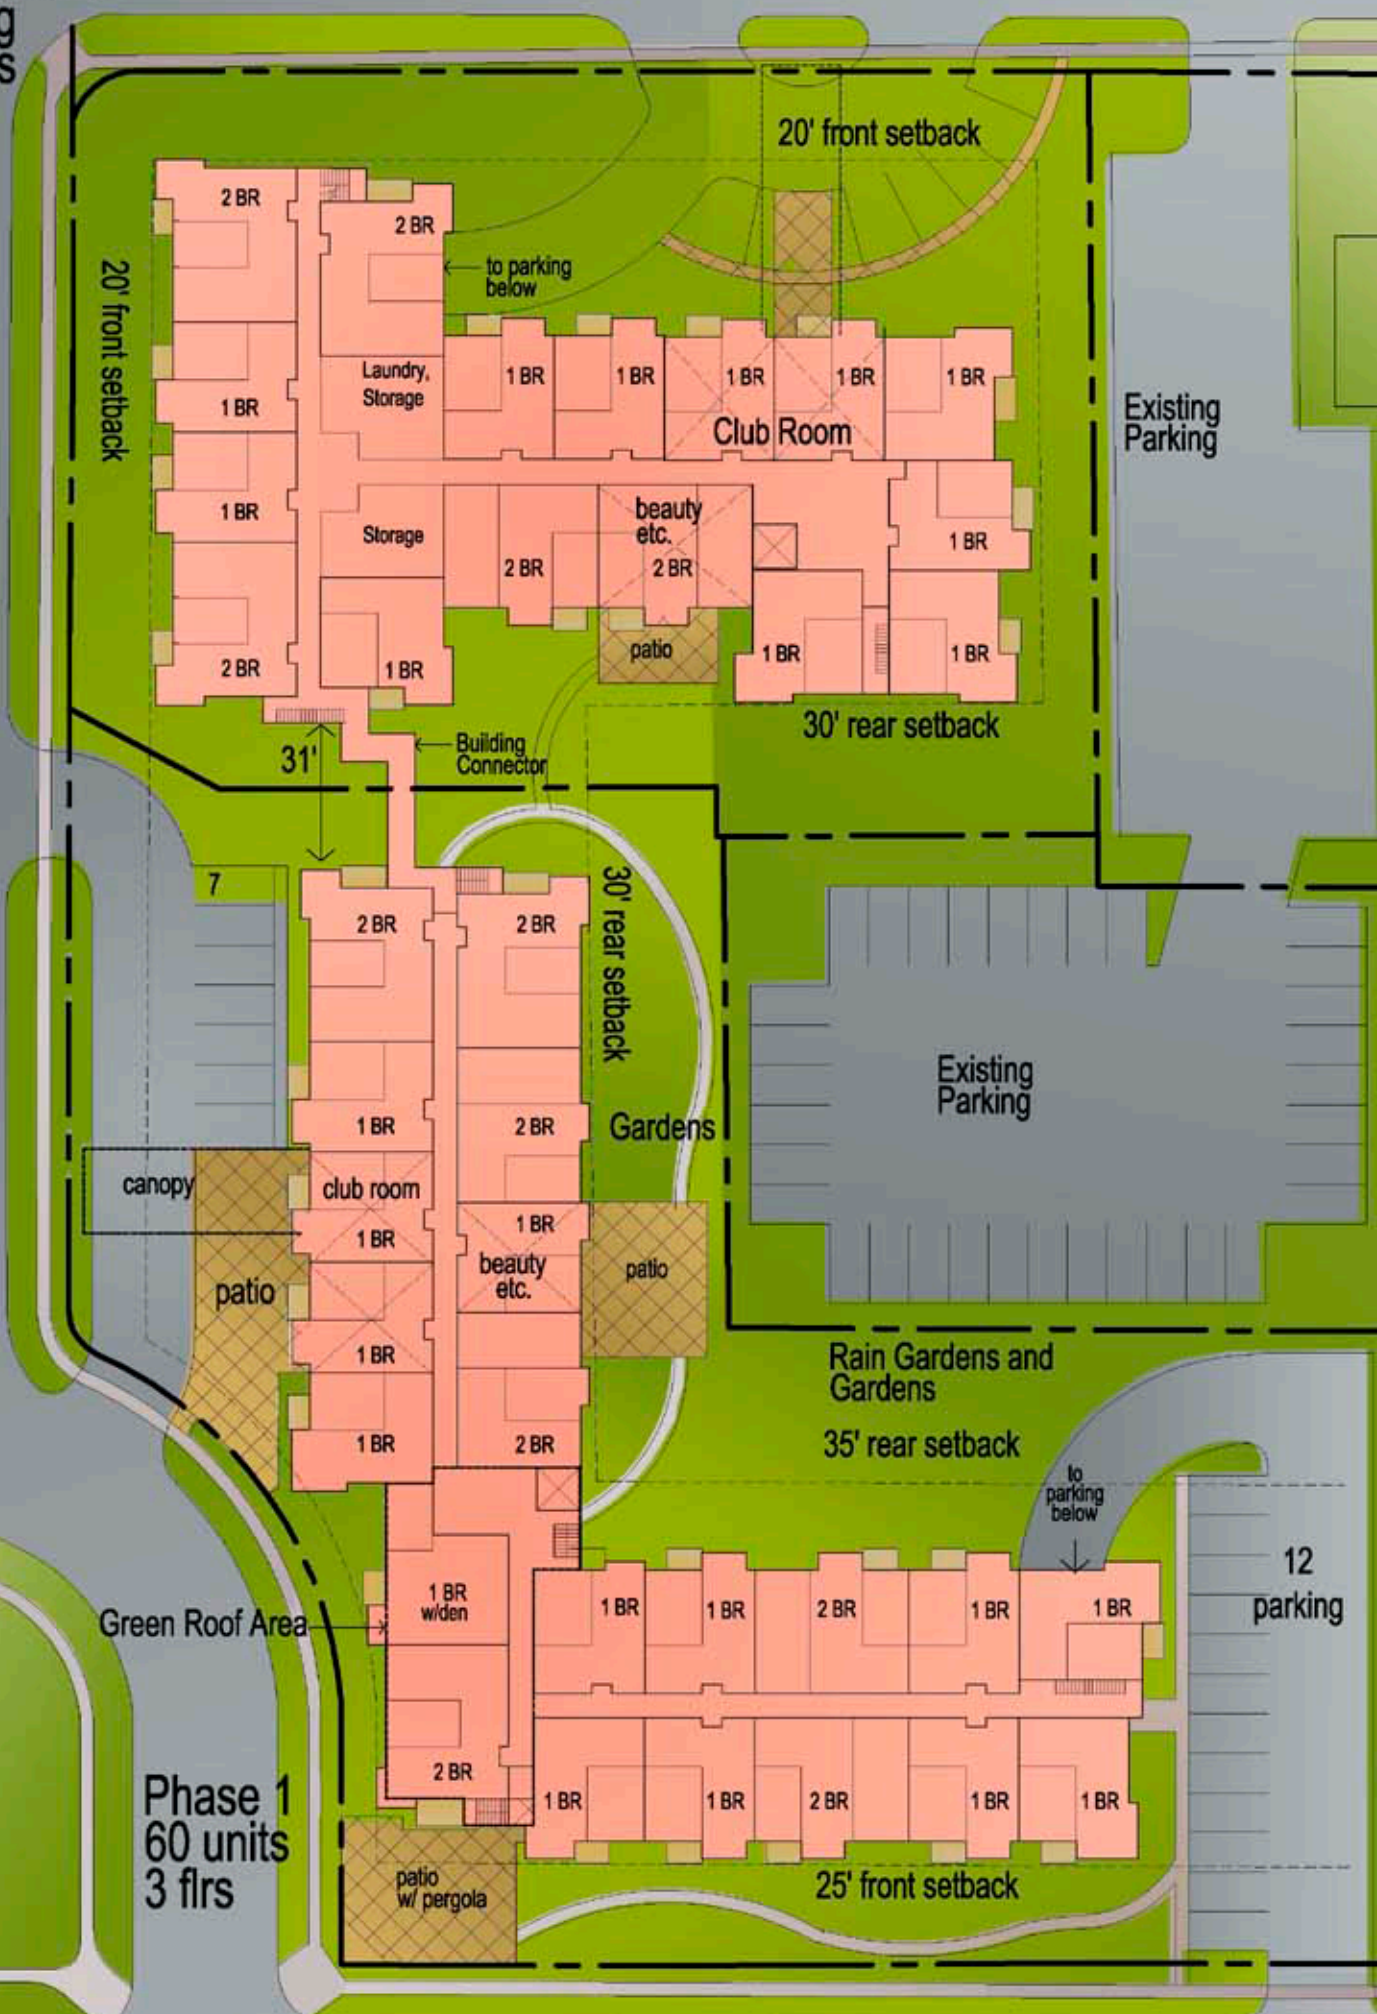 g
s
20' front setback
2 BR
2 BR
20' front setback
to parking
below
Laundry,
Storage
1 BR
1 BR
1 BR
1 BR
1 BR
1 BR
Existing
Parking
Club Room
1 BR
Storage
beauty
etc.
2 BR
2 BR
1 BR
2 BR
1 BR
patio
1 BR
1 BR
30' rear setback
31'
Building
Connector
7
2 BR
2 BR
30' rear setback
Existing
Parking
1 BR
2 BR
Gardens
canopy
club room
1 BR
1 BR
beauty
etc.
patio
patio
1 BR
Rain Gardens and
Gardens
1 BR
2 BR
35' rear setback
to
parking
below
12
parking
1 BR
w/den
1 BR
1 BR
2 BR
1 BR
1 BR
Green Roof Area
2 BR
1 BR
1 BR
2 BR
1 BR
1 BR
Phase 1
60 units
3 flrs
patio
w/ pergola
25' front setback